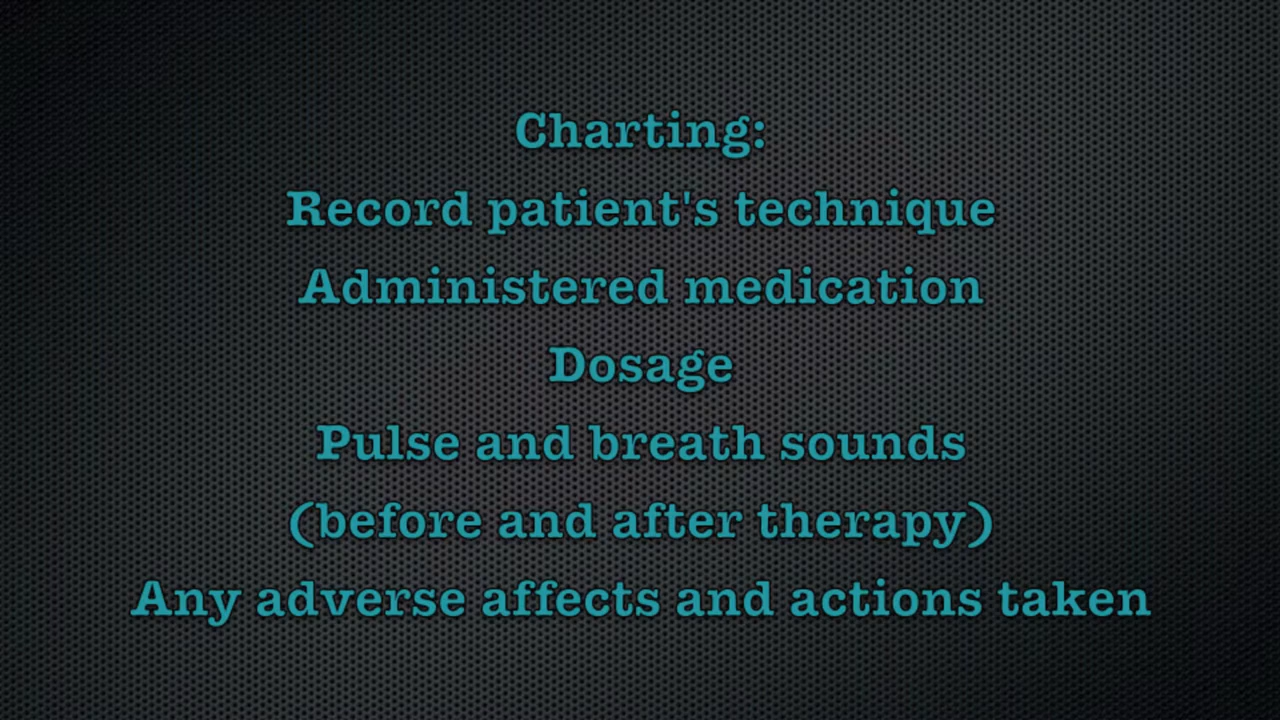 Charting:
Record patient's technique
Administered medication
Dosage
Pulse and breath sounds
(before and after therapy)
Any adverse affects and actions taken